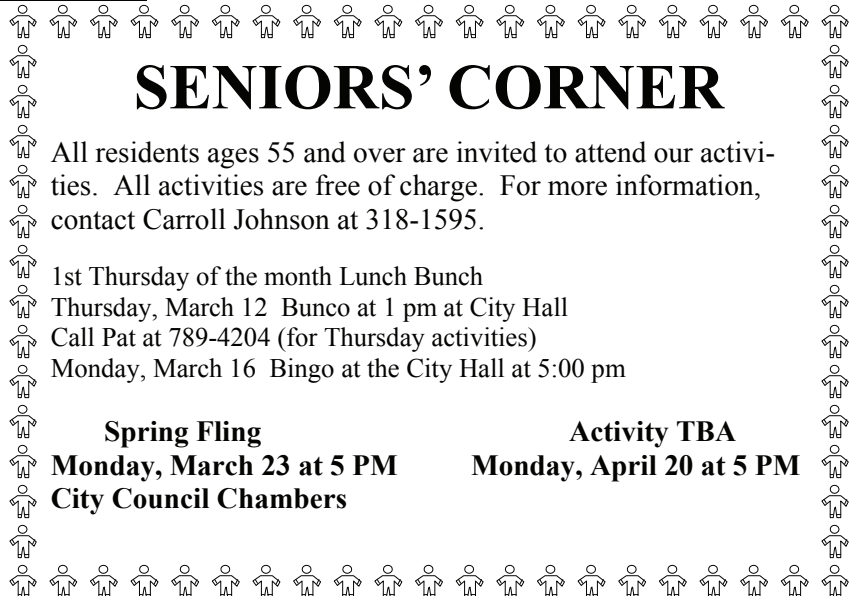 SENIORS’ CORNER
All residents ages 55 and over are invited to attend our activi-
ties.  All activities are free of charge.  For more information,
contact Carroll Johnson at 318-1595.
1st Thursday of the month Lunch Bunch
Thursday, March 12  Bunco at 1 pm at City Hall
Call Pat at 789-4204 (for Thursday activities)
Monday, March 16  Bingo at the City Hall at 5:00 pm
Spring Fling
Monday, March 23 at 5 PM
City Council Chambers
Activity TBA
Monday, April 20 at 5 PM